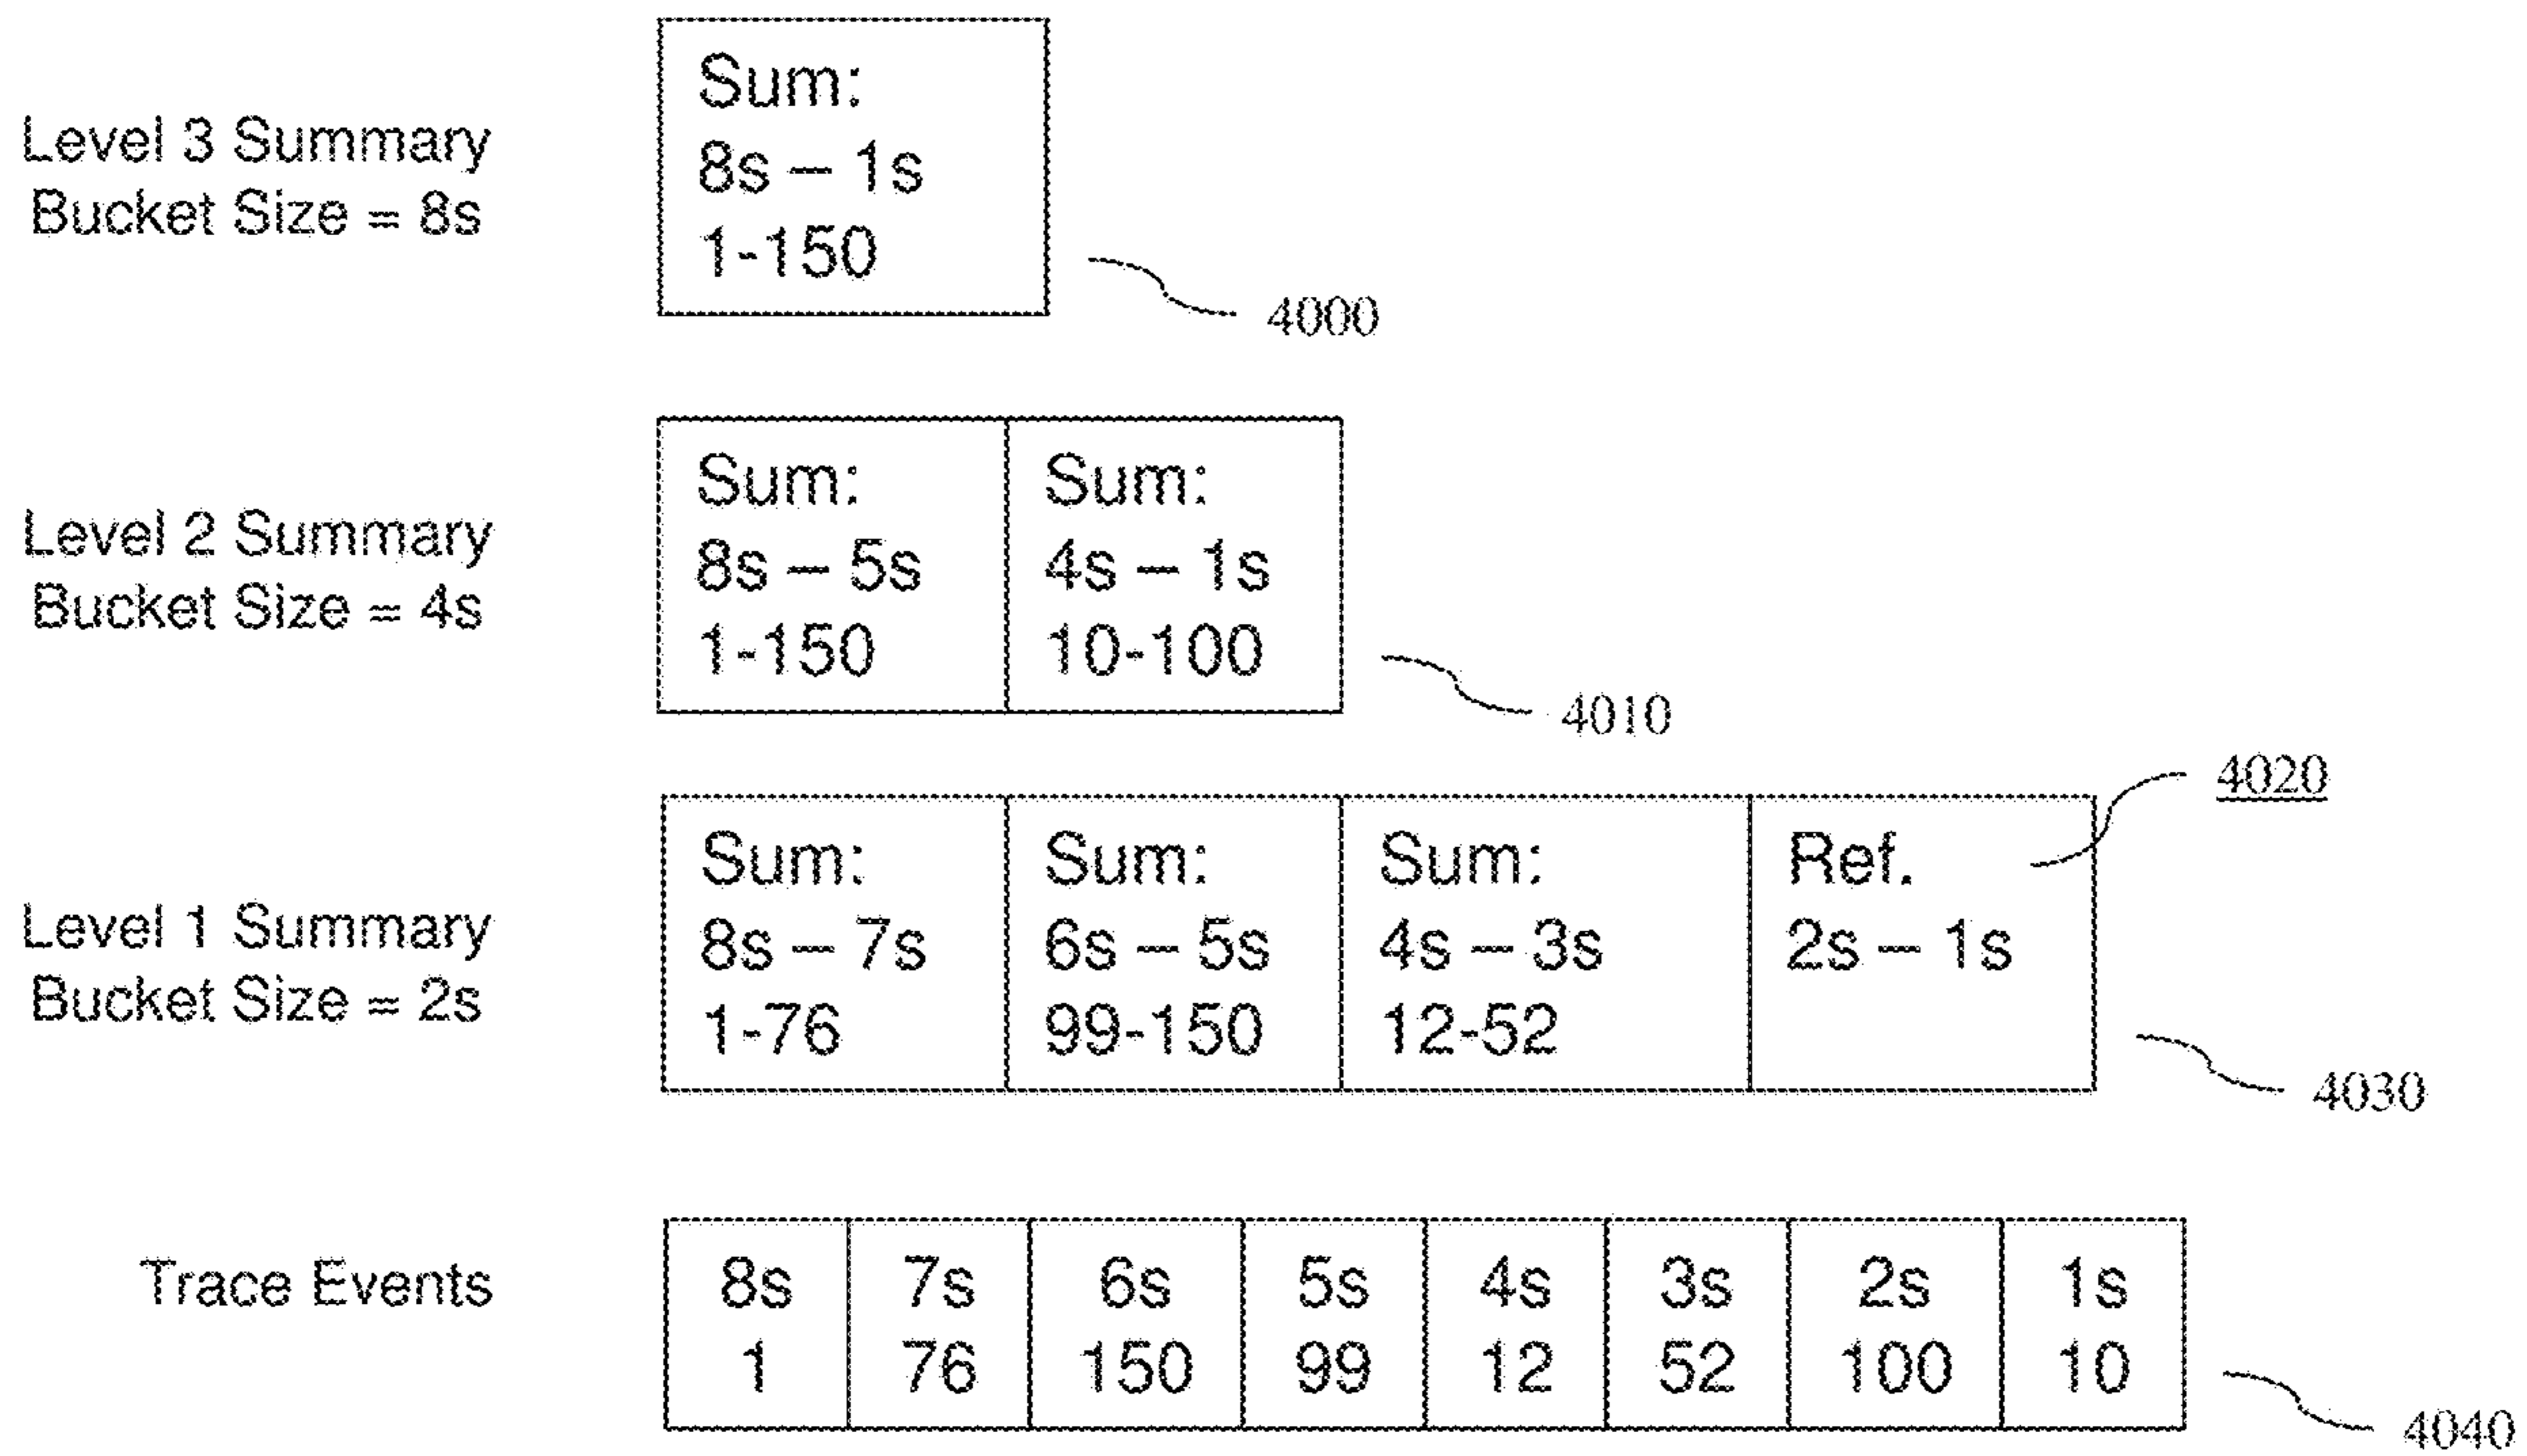 Level 3 Summary
Bucket Size = 8s
Sum:
8s – 1s
1-150
4000
Level 2 Summary
Bucket Size = 4s
Sum:
8s – 5s
1-150
Sum:
4s – 1s
10-100
4010
4020
Level 1 Summary
Bucket Size = 2s
Sum:
8s – 7s
1-76
Sum:
6s – 5s
99-150
Sum:
4s – 3s
12-52
Ref.
2s – 1s
4030
Trace Events
8s
1
7s
76
6s
150
5s
99
4s
12
3s
52
2s
100
1s
10
4040